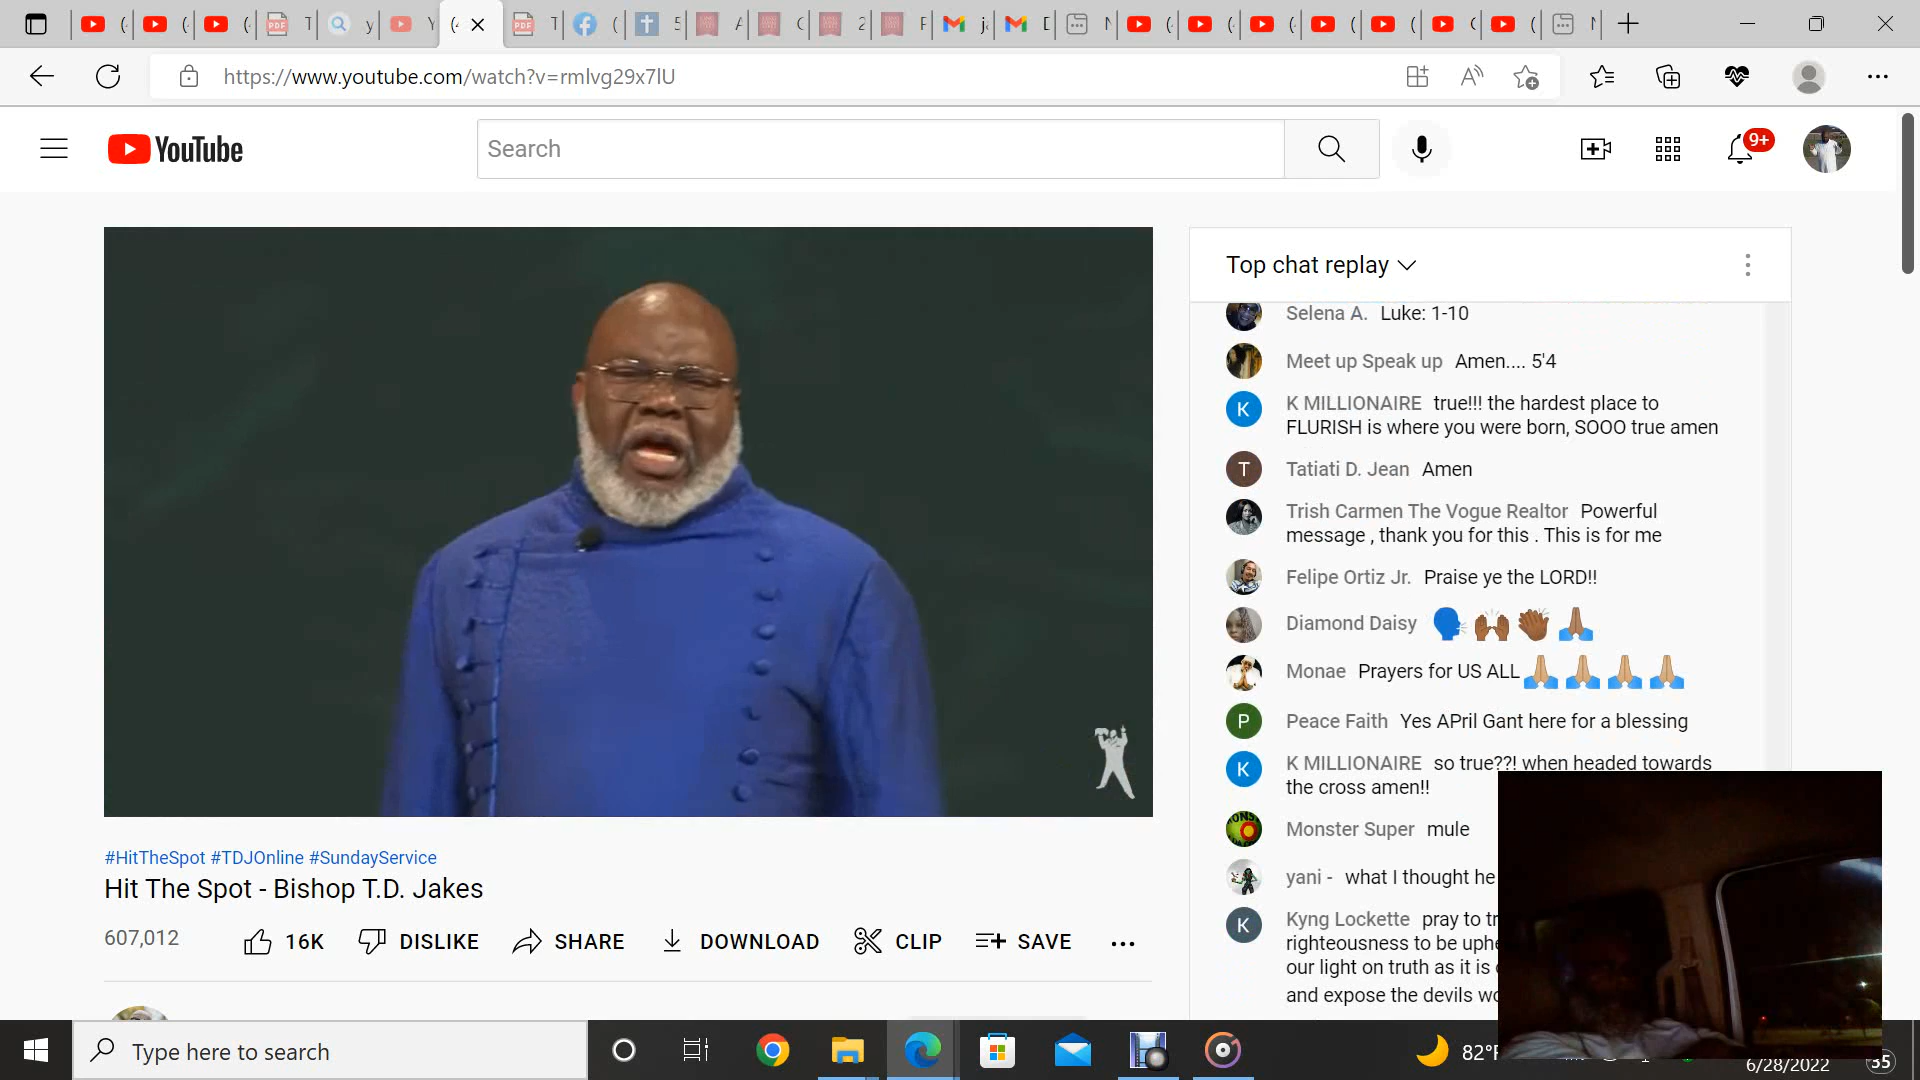 https://www.youtube.com/watch?v=rmlvg29x7lU
YouTube
Search
9+
Top chat replay
Selena A. Luke: 1-10
Meet up Speak up Amen.... 5'4
K MILLIONAIRE true!!! the hardest place to
FLURISH is where you were born, SOOO true amen
Tatiati D. Jean Amen
Trish Carmen The Vogue Realtor Powerful
message , thank you for this . This is for me
Felipe Ortiz Jr. Praise ye the LORD!!
Diamond Daisy 🗣️🙌🏾👏🏾🙏🏽
Monae Prayers for US ALL🙏🏼🙏🏼🙏🏼🙏🏼
Peace Faith Yes APril Gant here for a blessing
K MILLIONAIRE so true??! when headed towards
the cross amen!!
Monster Super mule
yani - what I thought he
Kyng Lockette pray to
righteousness to be
our light on truth as it is
and expose the devils
#HitTheSpot #TDJOnline #SundayService
Hit The Spot - Bishop T.D. Jakes
607,012
16K
DISLIKE
SHARE
DOWNLOAD
CLIP
SAVE
Type here to search
82°F
6/28/2022
35